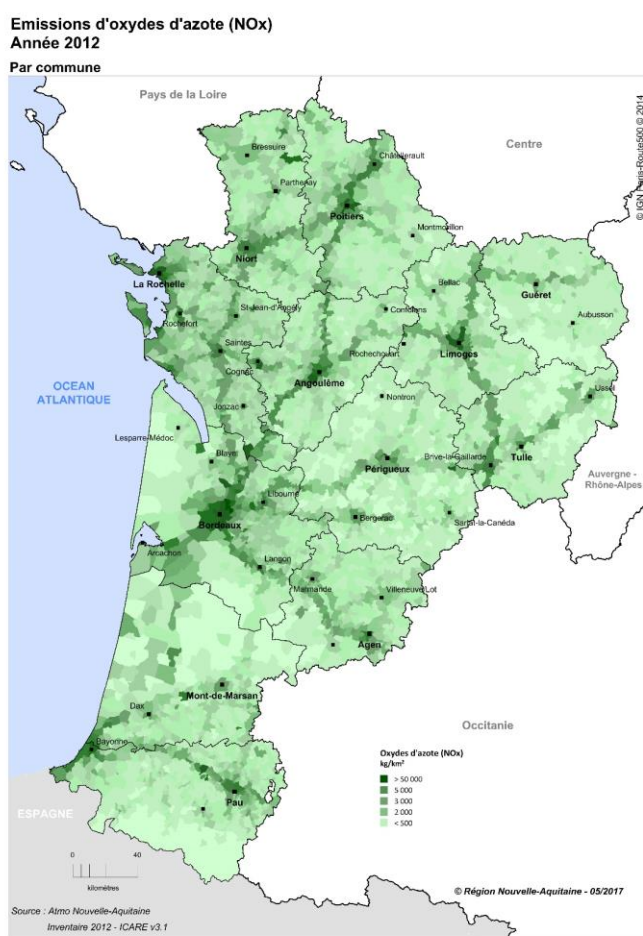 Emissions d'oxydes d'azote (NOx)
Année 2012
Par commune
Pays de la Loire
© IGN Paris-Route500 © 2014
Centre
Bressuire
Châtellerault
Parthenay
Poitiers
Montmorillon
Niort
La Rochelle
Bellac
Guéret
St-Jean-d'Angély
Confolens
Rochefort
Aubusson
Saintes
Rochechouart
Limoges
Cognac
Angoulême
OCEAN
ATLANTIQUE
Jonzac
Nontron
Ussel
Lesparre-Médoc
Blaye
Périgueux
Brive-la-Gaillarde
Tulle
Auvergne -
Rhône-Alpes
Libourne
Bordeaux
Bergerac
Sarlat-la-Canéda
Arcachon
Langon
Marmande
Villeneuve/Lot
Agen
Mont-de-Marsan
Dax
Occitanie
Bayonne
Oxydes d'azote (NOx)
kg/km²
> 50 000
5 000
3 000
2 000
< 500
Pau
ESPAGNE
0 40
kilomètres
© Région Nouvelle-Aquitaine - 05/2017
Source : Atmo Nouvelle-Aquitaine
Inventaire 2012 - ICARE v3.1